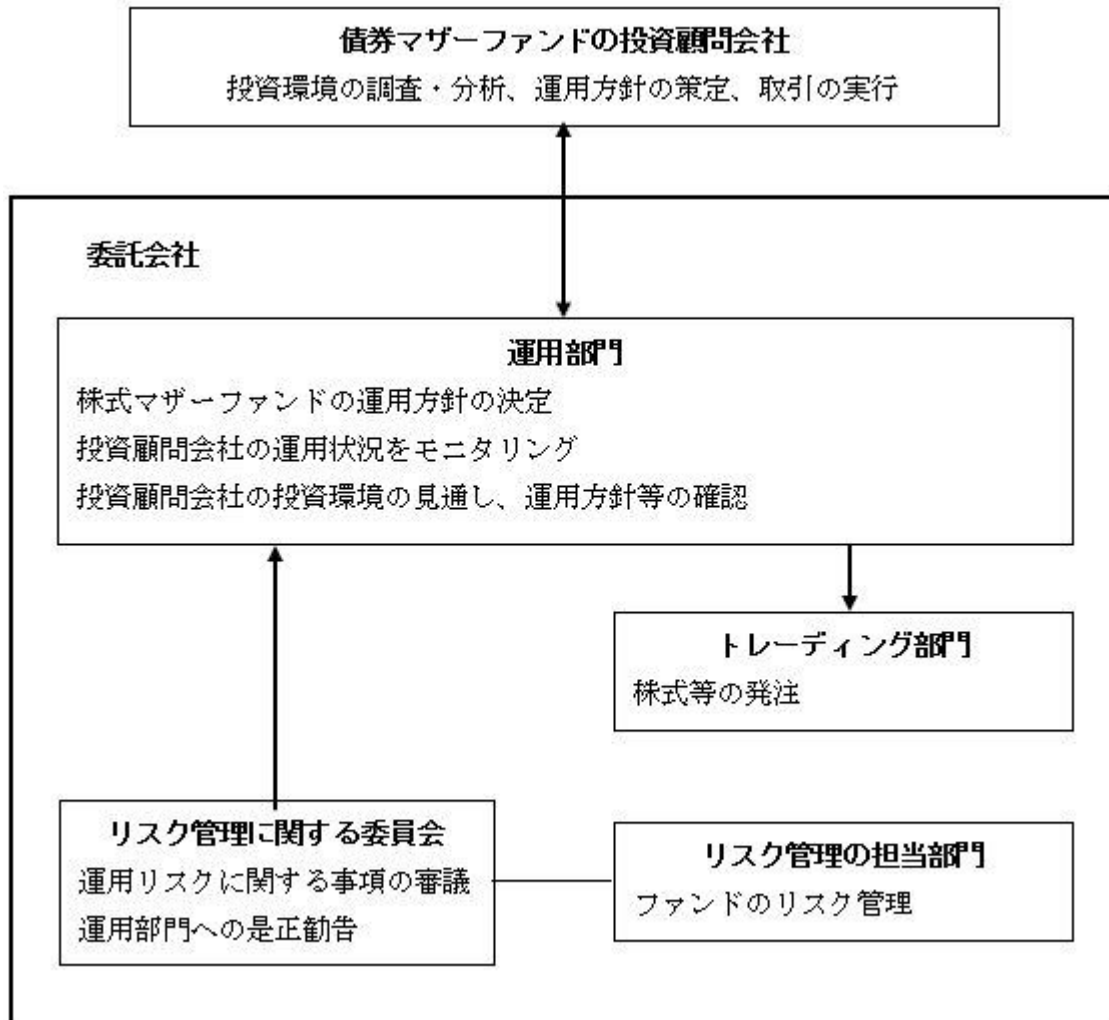 債券マザーファンドの投資顧問会社
投資環境の調査・分析、運用方針の策定、取引の実行
委託会社
運用部門
株式マザーファンドの運用方針の決定
投資顧問会社の運用状況をモニタリング
投資顧問会社の投資環境の見通し、運用方針等の確認
トレーディング部門
株式等の発注
リスク管理に関する委員会
運用リスクに関する事項の審議
運用部門への是正勧告
リスク管理の担当部門
ファンドのリスク管理